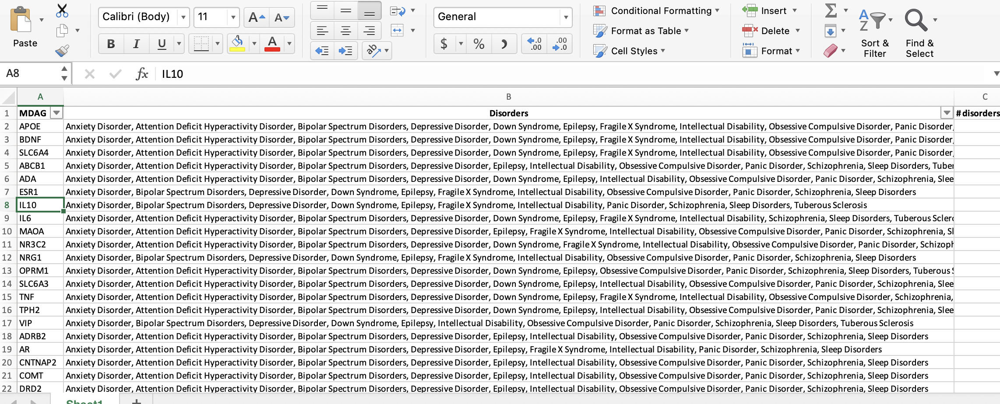 Paste
Calibri (Body) 11 A A
B I U A
ab
General
$ % .0 .00 .00 .0
Conditional Formatting
Format as Table
Cell Styles
Insert
Delete
Format
Sort & Filter
Find & Select
A8 fx IL10
A B C
1 MDAG Disorders # disorders
2 APOE Anxiety Disorder, Attention Deficit Hyperactivity Disorder, Bipolar Spectrum Disorders, Depressive Disorder, Down Syndrome, Epilepsy, Fragile X Syndrome, Intellectual Disability, Obsessive Compulsive Disorder, Panic Disorder,
3 BDNF Anxiety Disorder, Attention Deficit Hyperactivity Disorder, Bipolar Spectrum Disorders, Depressive Disorder, Down Syndrome, Epilepsy, Fragile X Syndrome, Intellectual Disability, Obsessive Compulsive Disorder, Panic Disorder,
4 SLC6A4 Anxiety Disorder, Attention Deficit Hyperactivity Disorder, Bipolar Spectrum Disorders, Depressive Disorder, Down Syndrome, Epilepsy, Fragile X Syndrome, Intellectual Disability, Obsessive Compulsive Disorder, Panic Disorder,
5 ABCB1 Anxiety Disorder, Attention Deficit Hyperactivity Disorder, Bipolar Spectrum Disorders, Depressive Disorder, Epilepsy, Intellectual Disability, Obsessive Compulsive Disorder, Panic Disorder, Schizophrenia, Sleep Disorders, Tuber
6 ADA Anxiety Disorder, Attention Deficit Hyperactivity Disorder, Bipolar Spectrum Disorders, Depressive Disorder, Down Syndrome, Epilepsy, Intellectual Disability, Obsessive Compulsive Disorder, Panic Disorder, Schizophrenia, Slee
7 ESR1 Anxiety Disorder, Bipolar Spectrum Disorders, Depressive Disorder, Down Syndrome, Epilepsy, Fragile X Syndrome, Intellectual Disability, Obsessive Compulsive Disorder, Panic Disorder, Schizophrenia, Sleep Disorders
8 IL10 Anxiety Disorder, Bipolar Spectrum Disorders, Depressive Disorder, Down Syndrome, Epilepsy, Fragile X Syndrome, Intellectual Disability, Panic Disorder, Schizophrenia, Sleep Disorders, Tuberous Sclerosis
9 IL6 Anxiety Disorder, Attention Deficit Hyperactivity Disorder, Bipolar Spectrum Disorders, Depressive Disorder, Down Syndrome, Epilepsy, Fragile X Syndrome, Intellectual Disability, Schizophrenia, Sleep Disorders, Tuberous Sclero
10 MAOA Anxiety Disorder, Attention Deficit Hyperactivity Disorder, Bipolar Spectrum Disorders, Depressive Disorder, Epilepsy, Fragile X Syndrome, Intellectual Disability, Obsessive Compulsive Disorder, Panic Disorder, Schizophrenia, Sl
11 NR3C2 Anxiety Disorder, Attention Deficit Hyperactivity Disorder, Bipolar Spectrum Disorders, Depressive Disorder, Down Syndrome, Fragile X Syndrome, Intellectual Disability, Obsessive Compulsive Disorder, Panic Disorder, Schizoph
12 NRG1 Anxiety Disorder, Bipolar Spectrum Disorders, Depressive Disorder, Down Syndrome, Epilepsy, Fragile X Syndrome, Intellectual Disability, Obsessive Compulsive Disorder, Panic Disorder, Schizophrenia, Sleep Disorders
13 OPRM1 Anxiety Disorder, Attention Deficit Hyperactivity Disorder, Bipolar Spectrum Disorders, Depressive Disorder, Down Syndrome, Epilepsy, Obsessive Compulsive Disorder, Panic Disorder, Schizophrenia, Sleep Disorders, Tuberous S
14 SLC6A3 Anxiety Disorder, Attention Deficit Hyperactivity Disorder, Bipolar Spectrum Disorders, Depressive Disorder, Down Syndrome, Epilepsy, Intellectual Disability, Obsessive Compulsive Disorder, Panic Disorder, Schizophrenia, Slee
15 TNF Anxiety Disorder, Attention Deficit Hyperactivity Disorder, Bipolar Spectrum Disorders, Depressive Disorder, Down Syndrome, Epilepsy, Fragile X Syndrome, Intellectual Disability, Obsessive Compulsive Disorder, Schizophrenia,
16 TPH2 Anxiety Disorder, Attention Deficit Hyperactivity Disorder, Bipolar Spectrum Disorders, Depressive Disorder, Down Syndrome, Epilepsy, Intellectual Disability, Obsessive Compulsive Disorder, Panic Disorder, Schizophrenia, Slee
17 VIP Anxiety Disorder, Bipolar Spectrum Disorders, Depressive Disorder, Down Syndrome, Epilepsy, Intellectual Disability, Obsessive Compulsive Disorder, Panic Disorder, Schizophrenia, Sleep Disorders, Tuberous Sclerosis
18 ADRB2 Anxiety Disorder, Attention Deficit Hyperactivity Disorder, Bipolar Spectrum Disorders, Depressive Disorder, Epilepsy, Intellectual Disability, Obsessive Compulsive Disorder, Panic Disorder, Schizophrenia, Sleep Disorders
19 AR Anxiety Disorder, Attention Deficit Hyperactivity Disorder, Bipolar Spectrum Disorders, Depressive Disorder, Epilepsy, Fragile X Syndrome, Intellectual Disability, Panic Disorder, Schizophrenia, Sleep Disorders
20 CNTNAP2 Anxiety Disorder, Attention Deficit Hyperactivity Disorder, Bipolar Spectrum Disorders, Depressive Disorder, Epilepsy, Intellectual Disability, Obsessive Compulsive Disorder, Panic Disorder, Schizophrenia, Sleep Disorders
21 COMT Anxiety Disorder, Attention Deficit Hyperactivity Disorder, Bipolar Spectrum Disorders, Depressive Disorder, Epilepsy, Intellectual Disability, Obsessive Compulsive Disorder, Panic Disorder, Schizophrenia, Sleep Disorders
22 DRD2 Anxiety Disorder, Attention Deficit Hyperactivity Disorder, Bipolar Spectrum Disorders, Depressive Disorder, Epilepsy, Intellectual Disability, Obsessive Compulsive Disorder, Panic Disorder, Schizophrenia, Sleep Disorders
Sheet1